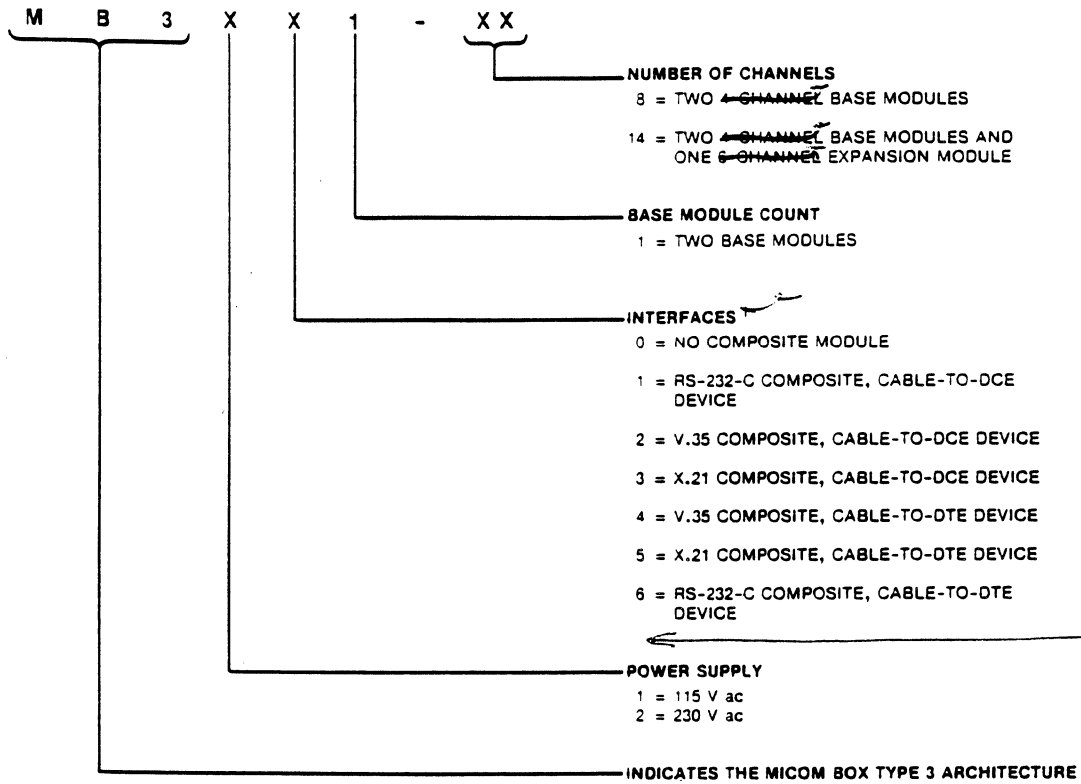 M B 3 X X 1 - XX
NUMBER OF CHANNELS
8 = TWO 4-CHANNEL BASE MODULES
14 = TWO 4-CHANNEL BASE MODULES AND
ONE 6-CHANNEL EXPANSION MODULE
BASE MODULE COUNT
1 = TWO BASE MODULES
INTERFACES
0 = NO COMPOSITE MODULE
1 = RS-232-C COMPOSITE, CABLE-TO-DCE
DEVICE
2 = V.35 COMPOSITE, CABLE-TO-DCE DEVICE
3 = X.21 COMPOSITE, CABLE-TO-DCE DEVICE
4 = V.35 COMPOSITE, CABLE-TO-DTE DEVICE
5 = X.21 COMPOSITE, CABLE-TO-DTE DEVICE
6 = RS-232-C COMPOSITE, CABLE-TO-DTE
DEVICE
POWER SUPPLY
1 = 115 V ac
2 = 230 V ac
INDICATES THE MICOM BOX TYPE 3 ARCHITECTURE